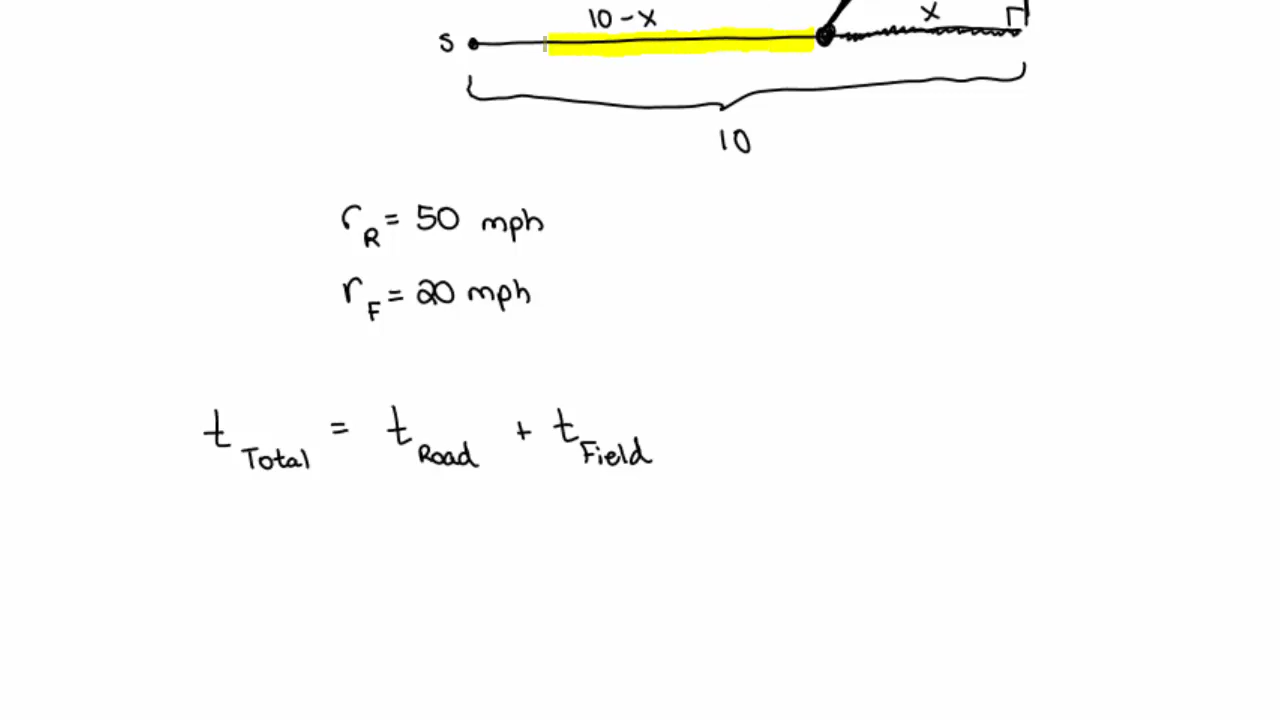 10 - x x
S
10
r_R = 50 mph
r_F = 20 mph
t_Total = t_Road + t_Field